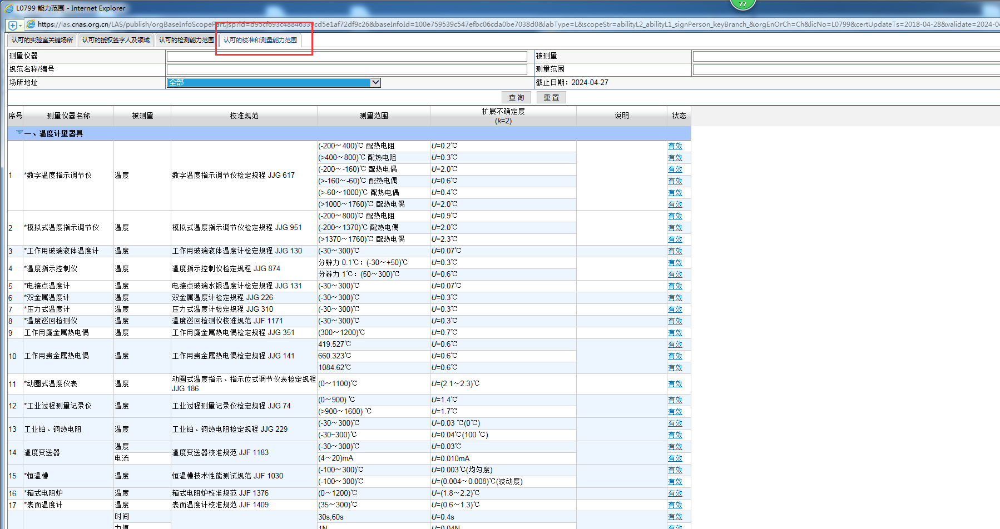 L0799 能力范围 - Internet Explorer
77
https://las.cnas.org.cn/LAS/publish/orgBaseInfoScopePart.jsp?id=d95cf693c48846339cd5e1af72df9c26&baseInfoId=100e759539c547efbc06cda0be7038d0&labType=L&scopeStr=abilityL2_abilityL1_signPerson_keyBranch_&orgEnOrCh=Ch&licNo=L0799&certUpdateTs=2018-04-28&validate=2024-04-
认可的实验室关键场所 认可的授权签字人及领域 认可的检测能力范围 认可的校准和测量能力范围
测量仪器 被测量
规范名称/编号 测量范围
场所地址 全部 截止日期：2024-04-27
查 询 重 置
序号 测量仪器名称 被测量 校准规范 测量范围 扩展不确定度 (k=2) 说明 状态
一、温度计量器具
1 *数字温度指示调节仪 温度 数字温度指示调节仪检定规程 JJG 617 (-200～400)℃ 配热电阻 U=0.2℃ 有效
(>400～800)℃ 配热电阻 U=0.3℃ 有效
(-200～-160)℃ 配热电偶 U=2.0℃ 有效
(>-160～-60)℃ 配热电偶 U=0.6℃ 有效
(>-60～1000)℃ 配热电偶 U=0.4℃ 有效
(>1000～1760)℃ 配热电偶 U=2.0℃ 有效
2 *模拟式温度指示调节仪 温度 模拟式温度指示调节仪检定规程 JJG 951 (-200～800)℃ 配热电阻 U=0.9℃ 有效
(-200～1370)℃ 配热电偶 U=2.0℃ 有效
(>1370～1760)℃ 配热电偶 U=2.3℃ 有效
3 *工作用玻璃液体温度计 温度 工作用玻璃液体温度计检定规程 JJG 130 (-30～300)℃ U=0.07℃ 有效
4 *温度指示控制仪 温度 温度指示控制仪检定规程 JJG 874 分辨力 0.1℃：(-30～+50)℃ U=0.3℃ 有效
分辨力 1℃：(50～300)℃ U=0.6℃ 有效
5 *电接点温度计 温度 电接点玻璃水银温度计检定规程 JJG 131 (-30～300)℃ U=0.07℃ 有效
6 *双金属温度计 温度 双金属温度计检定规程 JJG 226 (-30～300)℃ U=0.3℃ 有效
7 *压力式温度计 温度 压力式温度计检定规程 JJG 310 (-30～300)℃ U=0.3℃ 有效
8 *温度巡回检测仪 温度 温度巡回检测仪校准规范 JJF 1171 (-30～300)℃ U=0.3℃ 有效
9 工作用廉金属热电偶 温度 工作用廉金属热电偶检定规程 JJG 351 (300～1200)℃ U=0.7℃ 有效
10 工作用贵金属热电偶 温度 工作用贵金属热电偶检定规程 JJG 141 419.527℃ U=0.6℃ 有效
660.323℃ U=0.6℃ 有效
1084.62℃ U=0.6℃ 有效
11 *动圈式温度仪表 温度 动圈式温度指示、指示位式调节仪表检定规程 JJG 186 (0～1100)℃ U=(2.1～2.3)℃ 有效
12 *工业过程测量记录仪 温度 工业过程测量记录仪检定规程 JJG 74 (0～900) ℃ U=1.4℃ 有效
(>900～1600) ℃ U=1.7℃ 有效
13 工业铂、铜热电阻 温度 工业铂、铜热电阻检定规程 JJG 229 (-30～300)℃ U=0.03 ℃(0℃) 有效
(-30~300)℃ U=0.04℃(100 ℃) 有效
14 温度变送器 温度 温度变送器校准规范 JJF 1183 (-30～300)℃ U=0.03℃ 有效
电流 (4～20)mA U=0.010mA 有效
15 *恒温槽 温度 恒温槽技术性能测试规范 JJF 1030 (-100～300)℃ U=0.003℃(均匀度) 有效
(-100～300)℃ U=(0.004～0.008)℃(波动度) 有效
16 *箱式电阻炉 温度 箱式电阻炉校准规范 JJF 1376 (0～1200)℃ U=(1.8～2.2)℃ 有效
17 *表面温度计 温度 表面温度计校准规范 JJF 1409 (35～300)℃ U=(0.6～1.3)℃ 有效
时间 30s,60s U=0.4s 有效
力值 1N U=0.04N 有效